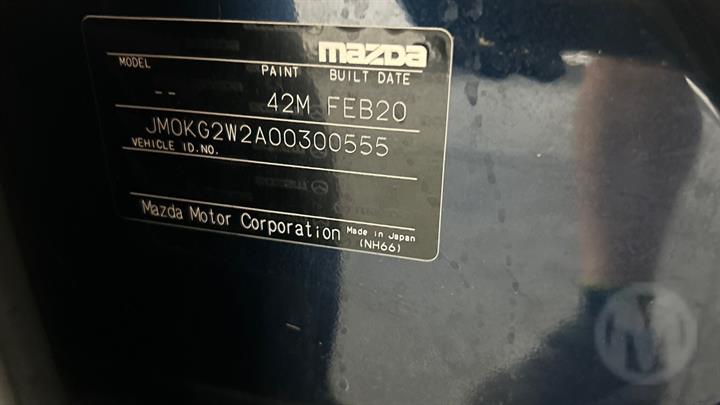 mazda
MODEL PAINT BUILT DATE
-- 42M FEB20
JM0KG2W2A00300555
VEHICLE ID.NO.
Mazda Motor Corporation Made in Japan
(NH66)